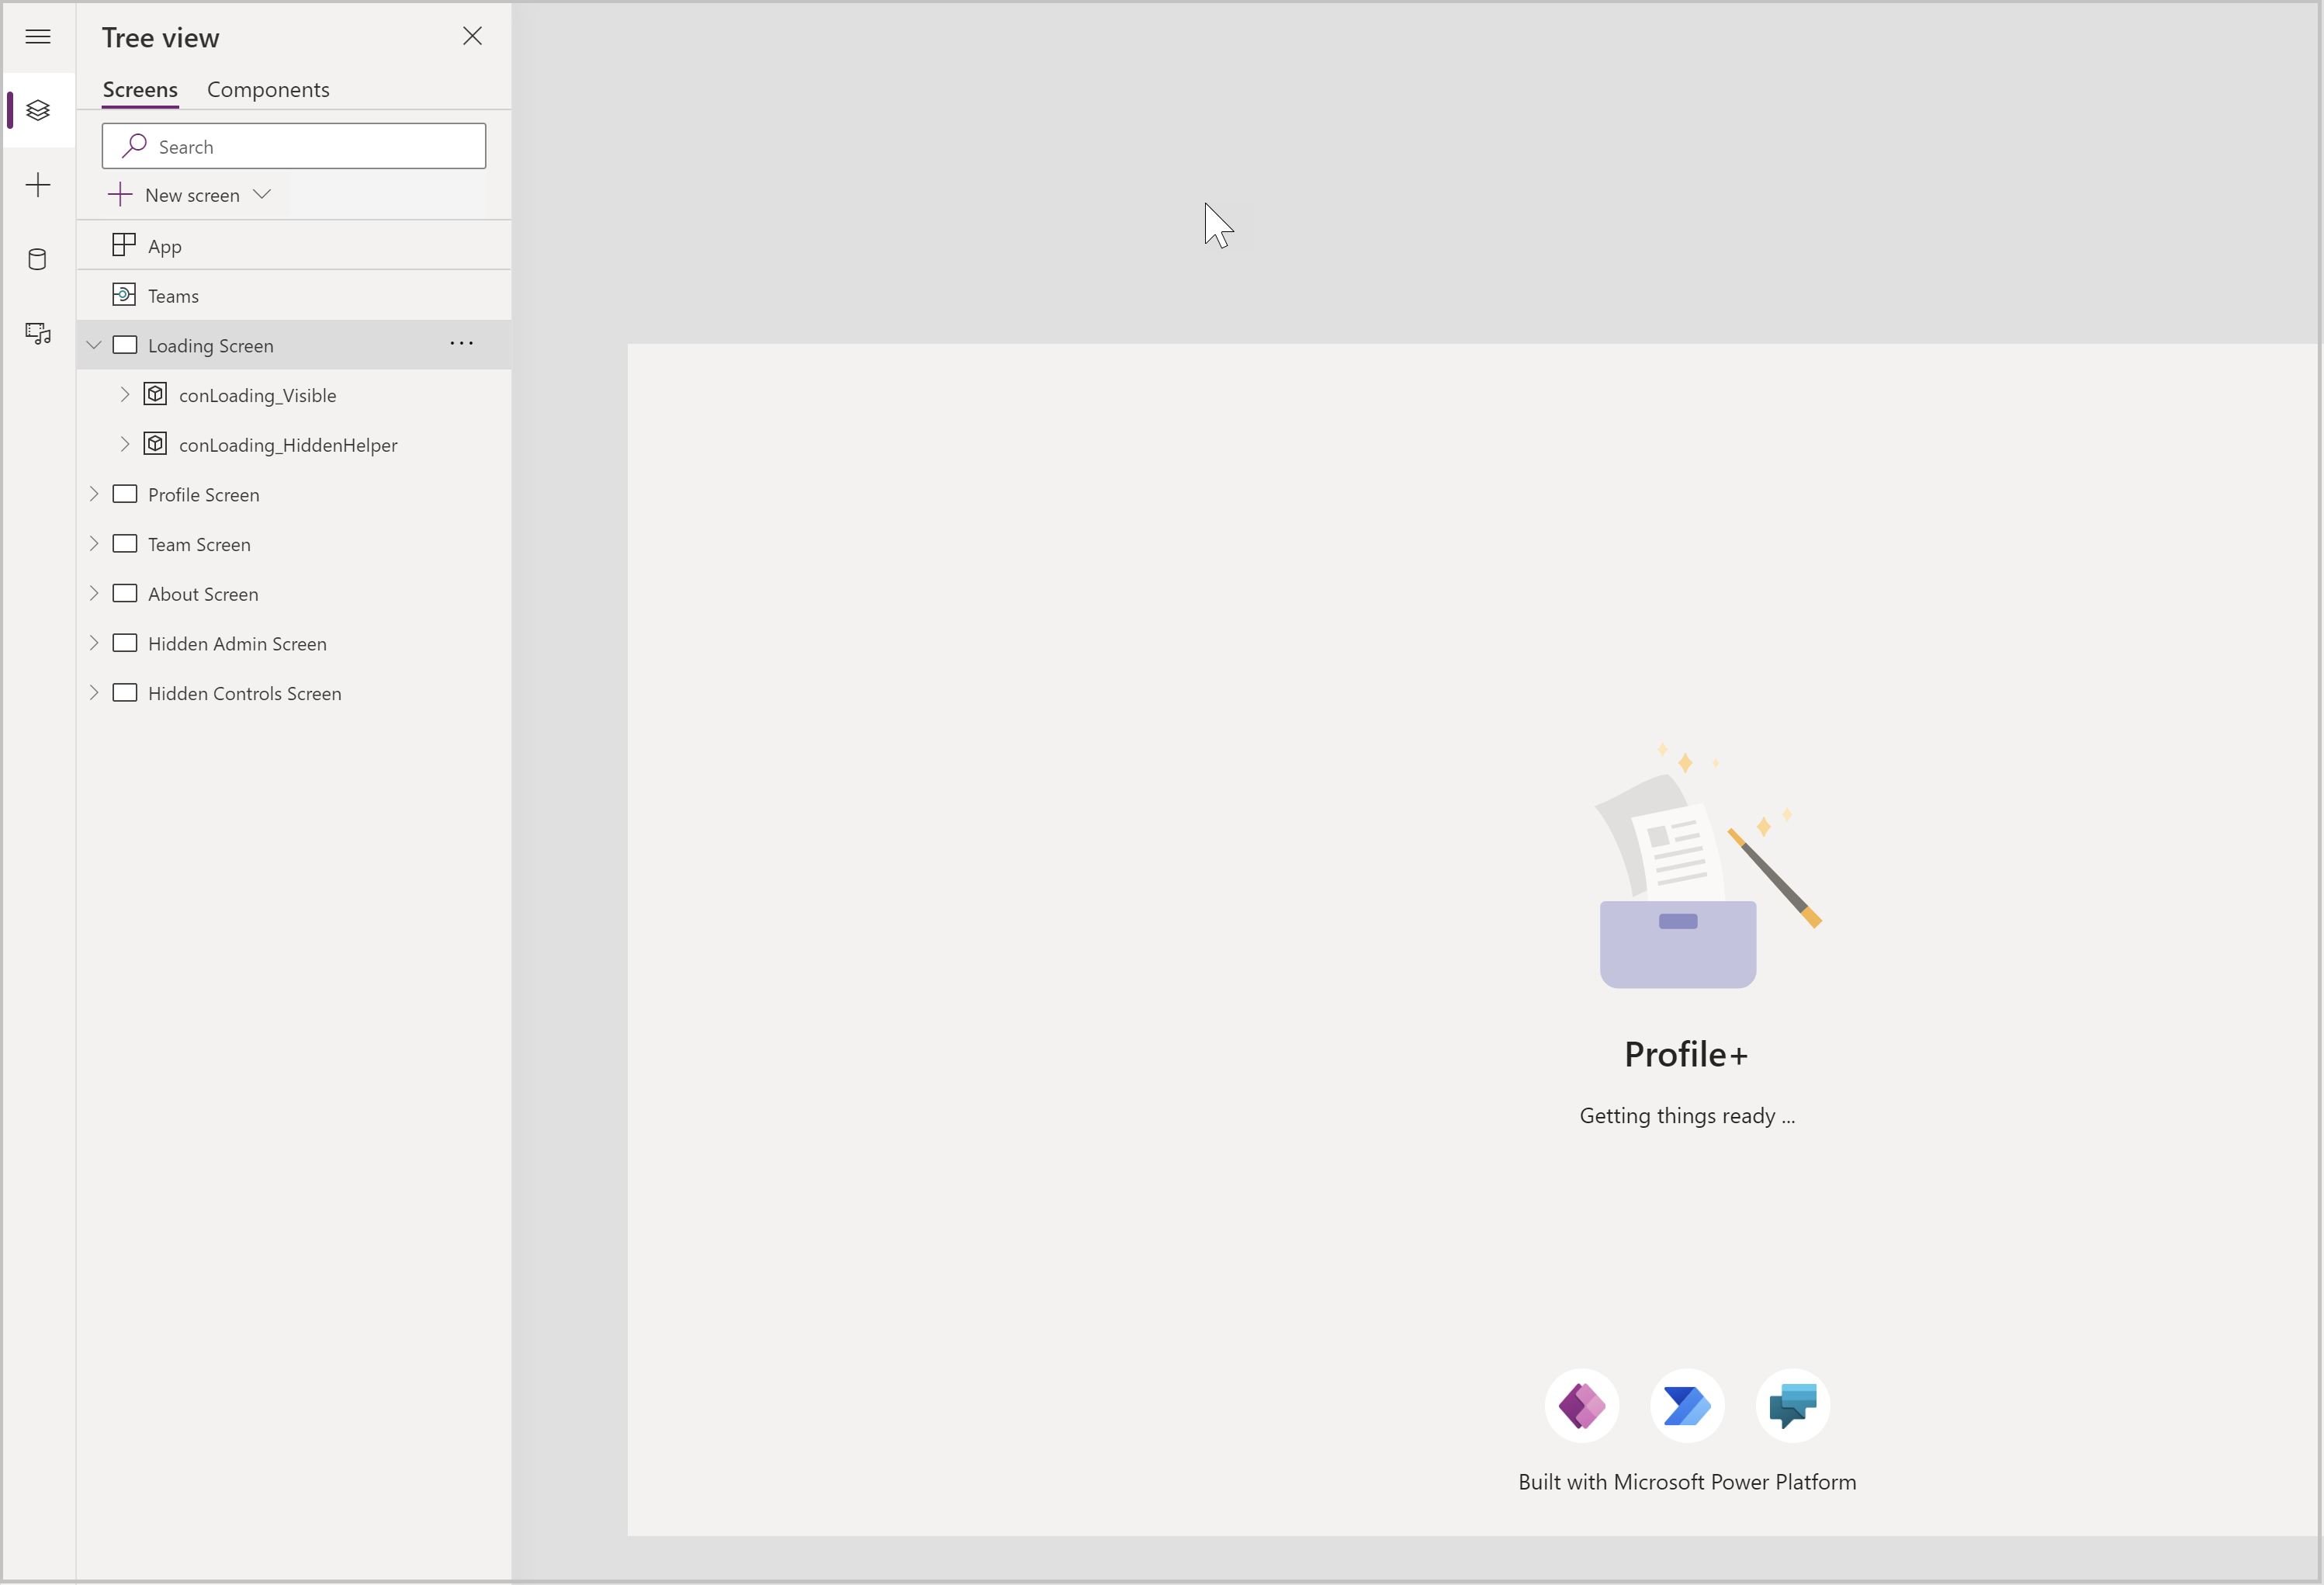 Tree view
Screens
Components
Search
New screen
App
Teams
Loading Screen
conLoading_Visible
conLoading_HiddenHelper
Profile Screen
Team Screen
About Screen
Hidden Admin Screen
Hidden Controls Screen
Profile+
Getting things ready ...
Built with Microsoft Power Platform